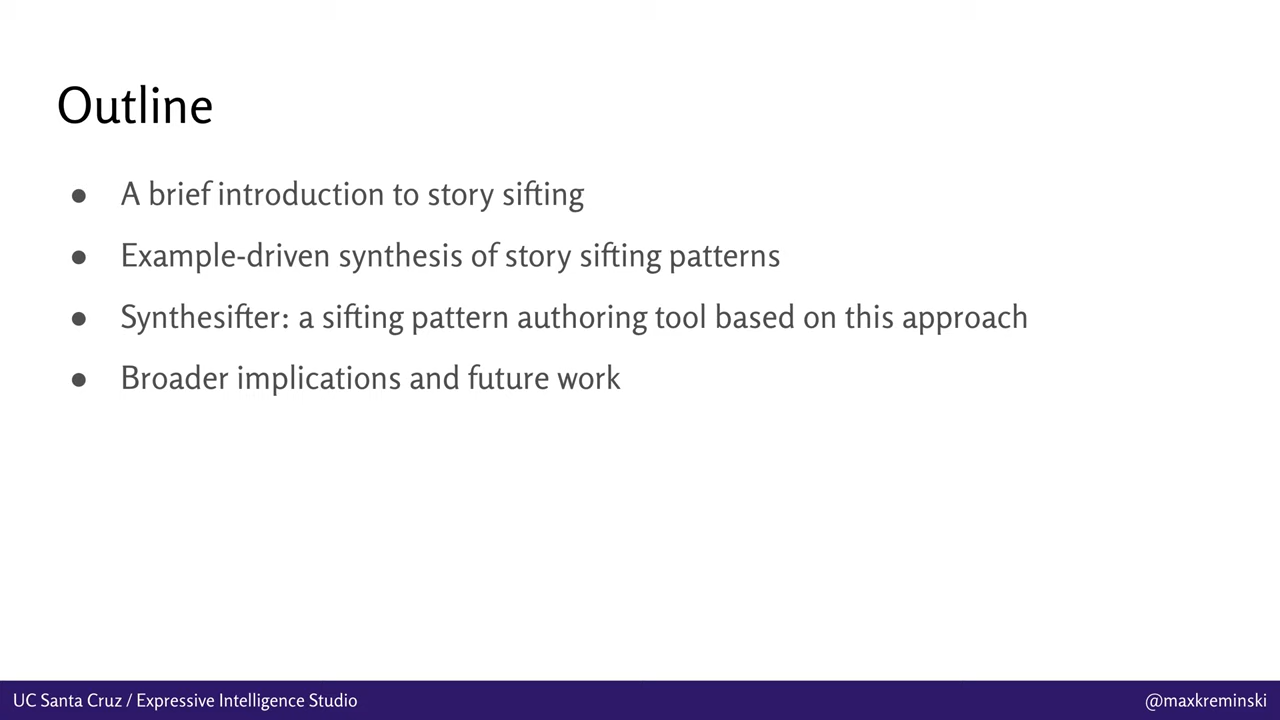 Outline
● A brief introduction to story sifting
● Example-driven synthesis of story sifting patterns
● Synthesifter: a sifting pattern authoring tool based on this approach
● Broader implications and future work
UC Santa Cruz / Expressive Intelligence Studio
@maxkreminski